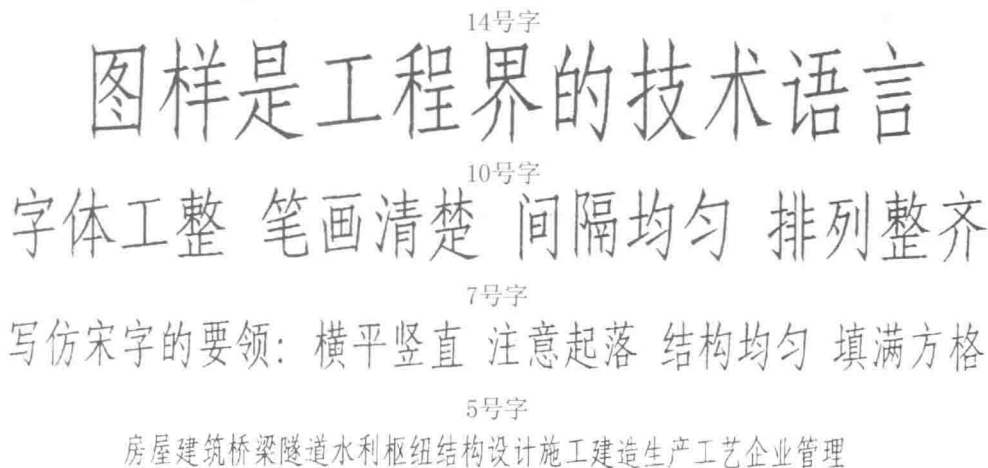 14号字
图样是工程界的技术语言
10号字
字体工整 笔画清楚 间隔均匀 排列整齐
7号字
写仿宋字的要领：横平竖直 注意起落 结构均匀 填满方格
5号字
房屋建筑桥梁隧道水利枢纽结构设计施工建造生产工艺企业管理